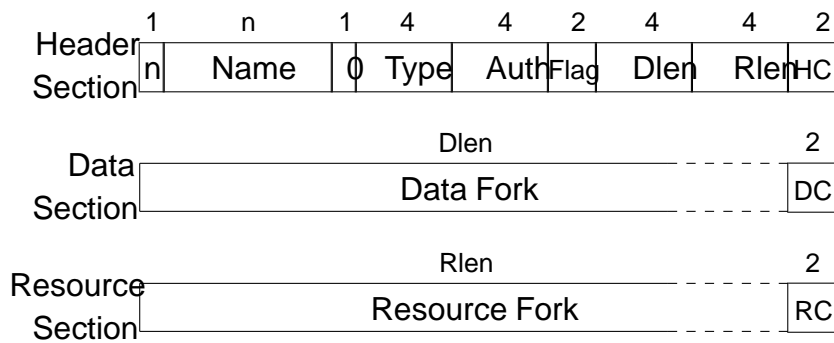 1 n 1 4 4 2 4 4 2
Header
Section
n Name 0 Type Auth Flag Dlen Rlen HC
Dlen 2
Data
Section
Data Fork DC
Rlen 2
Resource
Section
Resource Fork RC